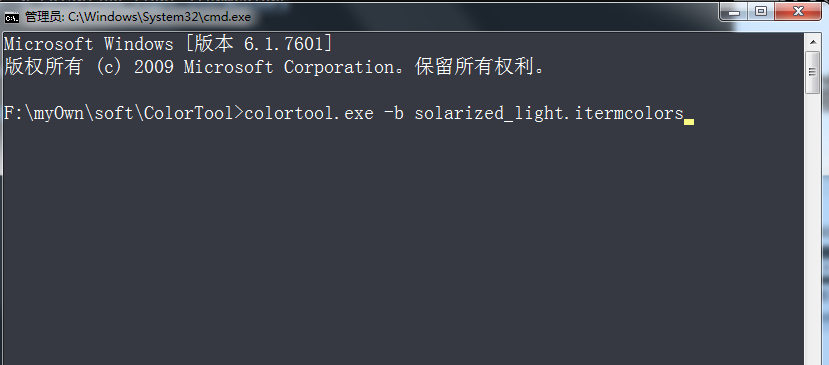 管理员: C:\Windows\System32\cmd.exe
Microsoft Windows [版本 6.1.7601]
版权所有 (c) 2009 Microsoft Corporation。保留所有权利。
F:\myOwn\soft\ColorTool>colortool.exe -b solarized_light.itermcolors